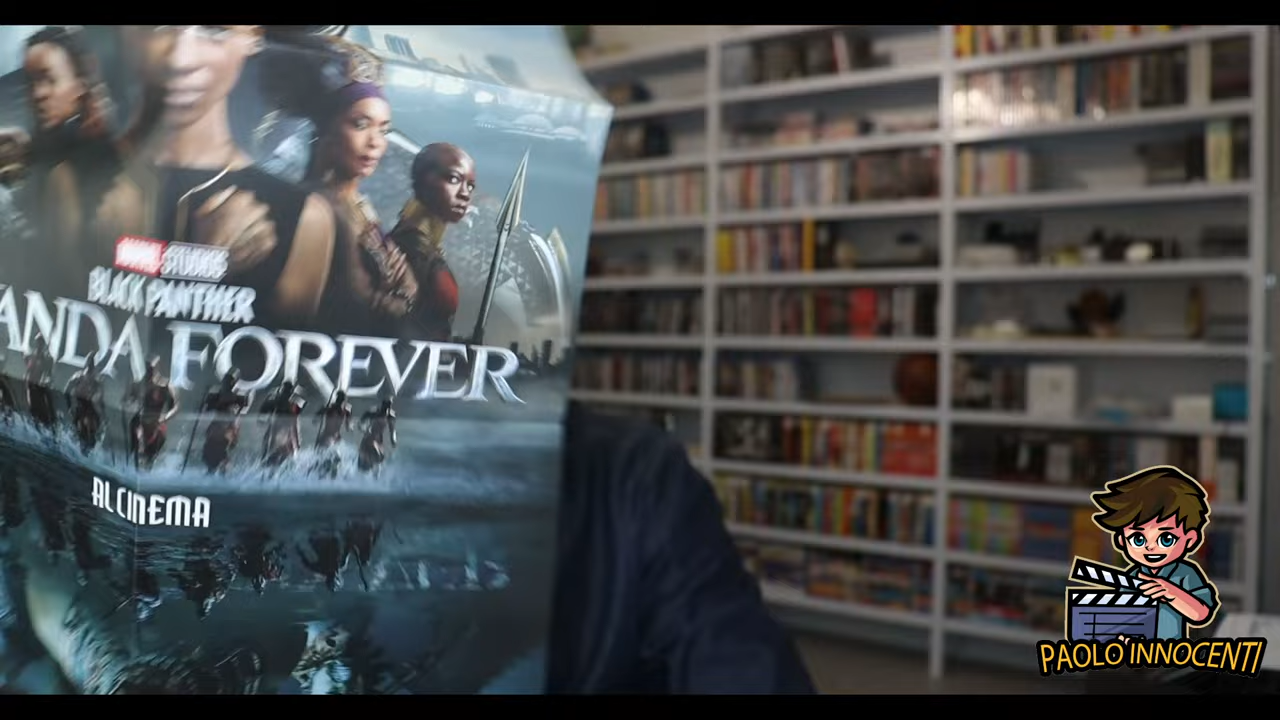 MARVEL STUDIOS
BLACK PANTHER
ANDA FOREVER
AL CINEMA
PAOLO INNOCENTI